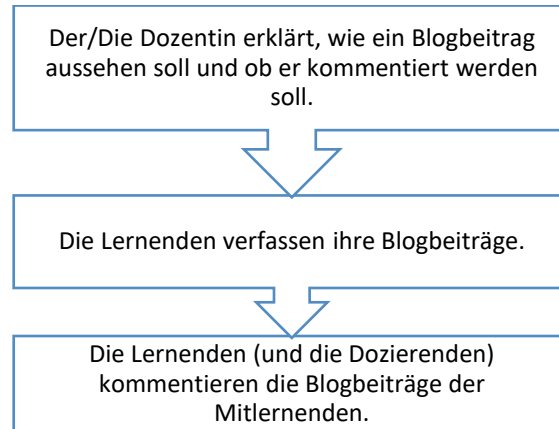 Der/Die Dozentin erklärt, wie ein Blogbeitrag
aussehen soll und ob er kommentiert werden
soll.
Die Lernenden verfassen ihre Blogbeiträge.
Die Lernenden (und die Dozierenden)
kommentieren die Blogbeiträge der
Mitlernenden.